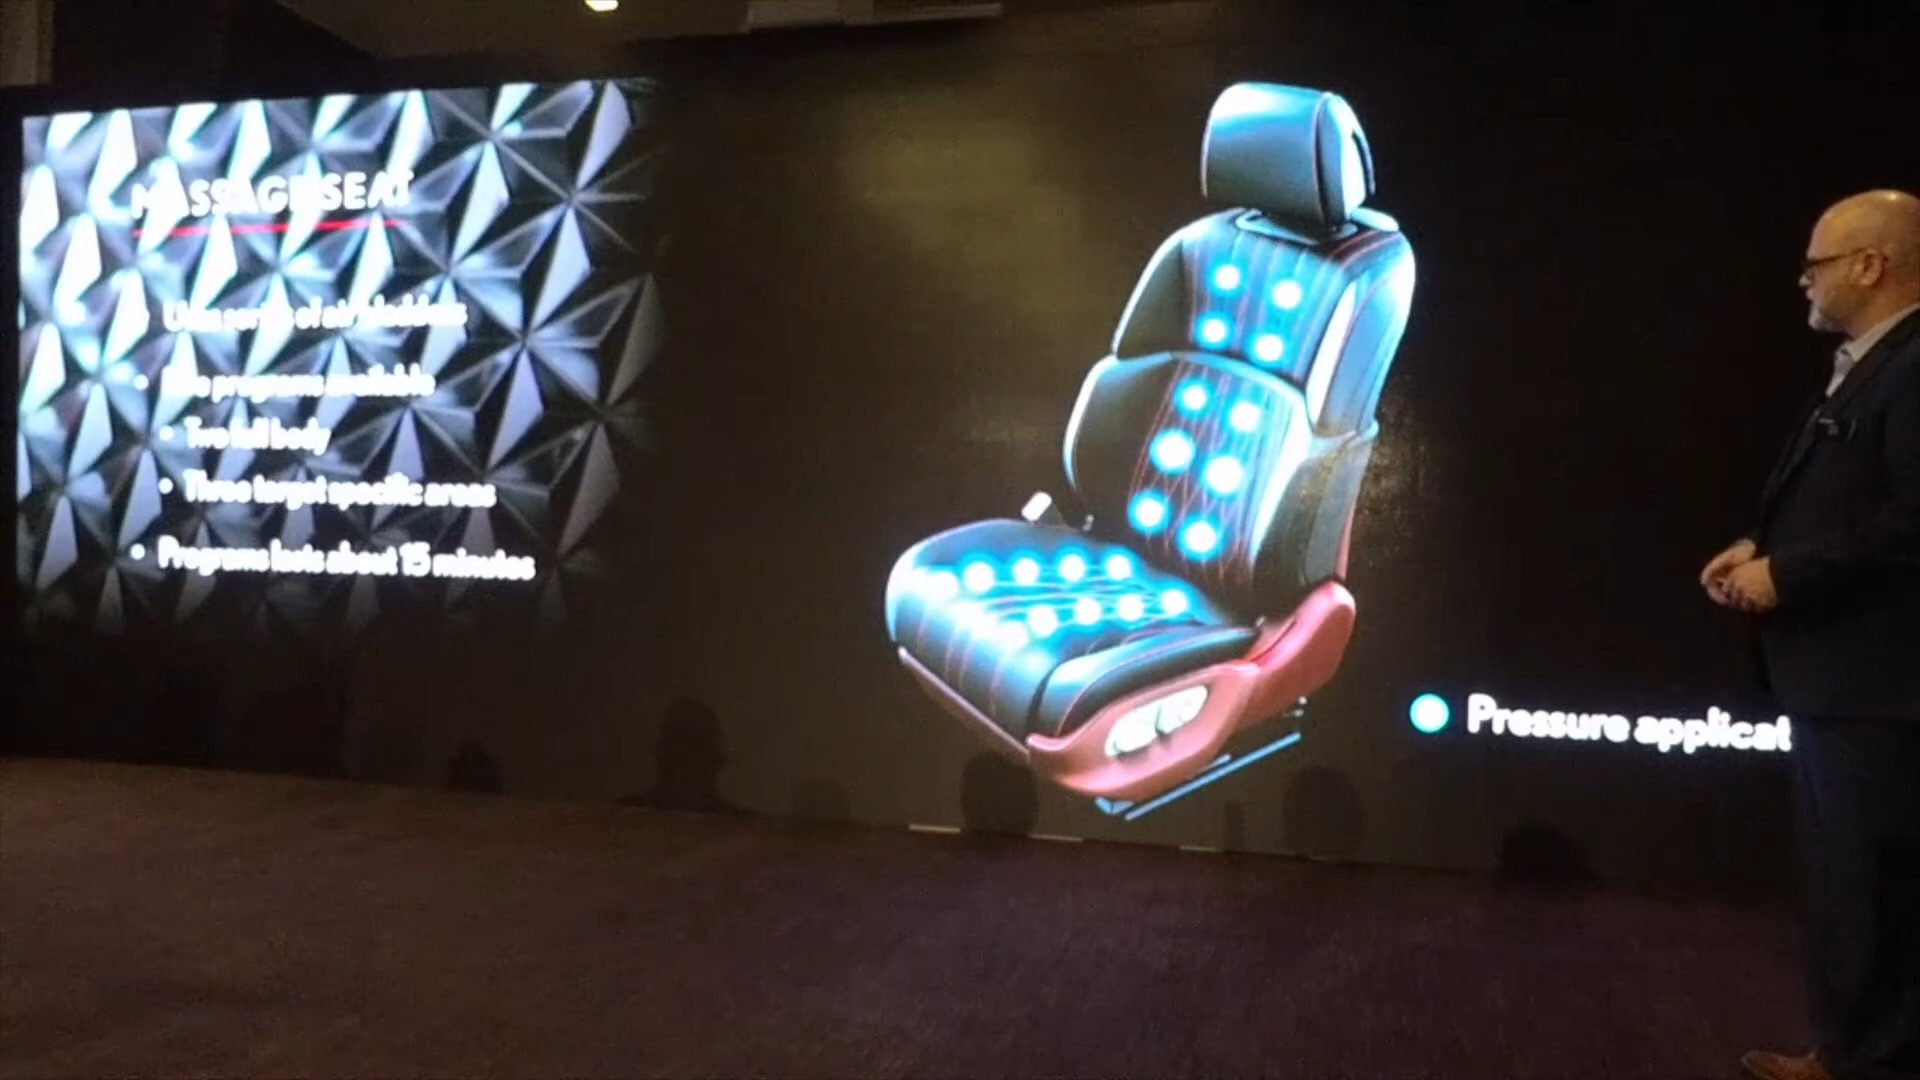 MASSAGE SEAT
• Uses series of air bladders
• Five programs available
• Two full body
• Three target specific areas
• Programs lasts about 15 minutes
Pressure applicat